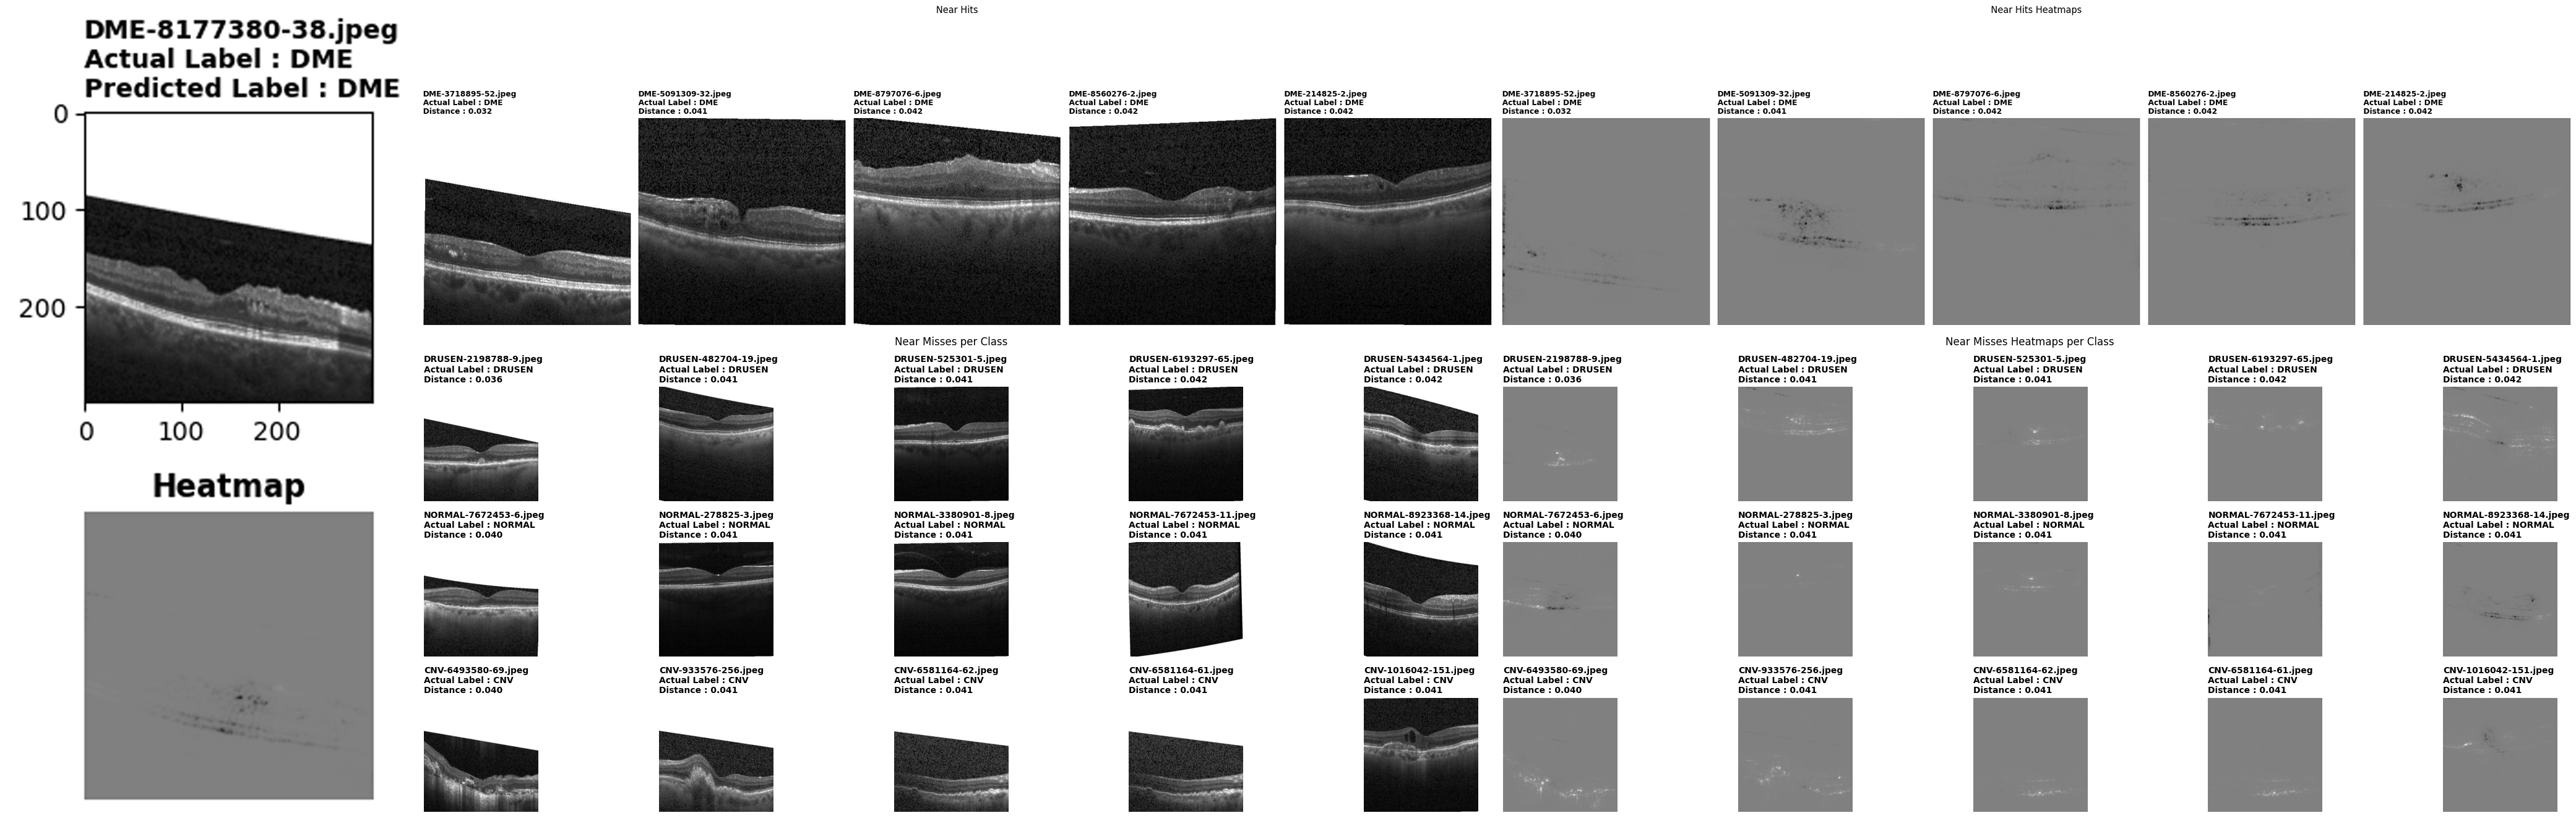 DME-8177380-38.jpeg
Actual Label : DME
Predicted Label : DME
0
100
200
0
100
200
Heatmap
Near Hits
DME-3718895-52.jpeg
Actual Label : DME
Distance : 0.032
DME-5091309-32.jpeg
Actual Label : DME
Distance : 0.041
DME-8797076-6.jpeg
Actual Label : DME
Distance : 0.042
DME-8560276-2.jpeg
Actual Label : DME
Distance : 0.042
DME-214825-2.jpeg
Actual Label : DME
Distance : 0.042
Near Hits Heatmaps
DME-3718895-52.jpeg
Actual Label : DME
Distance : 0.032
DME-5091309-32.jpeg
Actual Label : DME
Distance : 0.041
DME-8797076-6.jpeg
Actual Label : DME
Distance : 0.042
DME-8560276-2.jpeg
Actual Label : DME
Distance : 0.042
DME-214825-2.jpeg
Actual Label : DME
Distance : 0.042
Near Misses per Class
DRUSEN-2198788-9.jpeg
Actual Label : DRUSEN
Distance : 0.036
DRUSEN-482704-19.jpeg
Actual Label : DRUSEN
Distance : 0.041
DRUSEN-525301-5.jpeg
Actual Label : DRUSEN
Distance : 0.041
DRUSEN-6193297-65.jpeg
Actual Label : DRUSEN
Distance : 0.042
DRUSEN-5434564-1.jpeg
Actual Label : DRUSEN
Distance : 0.042
NORMAL-7672453-6.jpeg
Actual Label : NORMAL
Distance : 0.040
NORMAL-278825-3.jpeg
Actual Label : NORMAL
Distance : 0.041
NORMAL-3380901-8.jpeg
Actual Label : NORMAL
Distance : 0.041
NORMAL-7672453-11.jpeg
Actual Label : NORMAL
Distance : 0.041
NORMAL-8923368-14.jpeg
Actual Label : NORMAL
Distance : 0.041
CNV-6493580-69.jpeg
Actual Label : CNV
Distance : 0.040
CNV-933576-256.jpeg
Actual Label : CNV
Distance : 0.041
CNV-6581164-62.jpeg
Actual Label : CNV
Distance : 0.041
CNV-6581164-61.jpeg
Actual Label : CNV
Distance : 0.041
CNV-1016042-151.jpeg
Actual Label : CNV
Distance : 0.041
Near Misses Heatmaps per Class
DRUSEN-2198788-9.jpeg
Actual Label : DRUSEN
Distance : 0.036
DRUSEN-482704-19.jpeg
Actual Label : DRUSEN
Distance : 0.041
DRUSEN-525301-5.jpeg
Actual Label : DRUSEN
Distance : 0.041
DRUSEN-6193297-65.jpeg
Actual Label : DRUSEN
Distance : 0.042
DRUSEN-5434564-1.jpeg
Actual Label : DRUSEN
Distance : 0.042
NORMAL-7672453-6.jpeg
Actual Label : NORMAL
Distance : 0.040
NORMAL-278825-3.jpeg
Actual Label : NORMAL
Distance : 0.041
NORMAL-3380901-8.jpeg
Actual Label : NORMAL
Distance : 0.041
NORMAL-7672453-11.jpeg
Actual Label : NORMAL
Distance : 0.041
NORMAL-8923368-14.jpeg
Actual Label : NORMAL
Distance : 0.041
CNV-6493580-69.jpeg
Actual Label : CNV
Distance : 0.040
CNV-933576-256.jpeg
Actual Label : CNV
Distance : 0.041
CNV-6581164-62.jpeg
Actual Label : CNV
Distance : 0.041
CNV-6581164-61.jpeg
Actual Label : CNV
Distance : 0.041
CNV-1016042-151.jpeg
Actual Label : CNV
Distance : 0.041